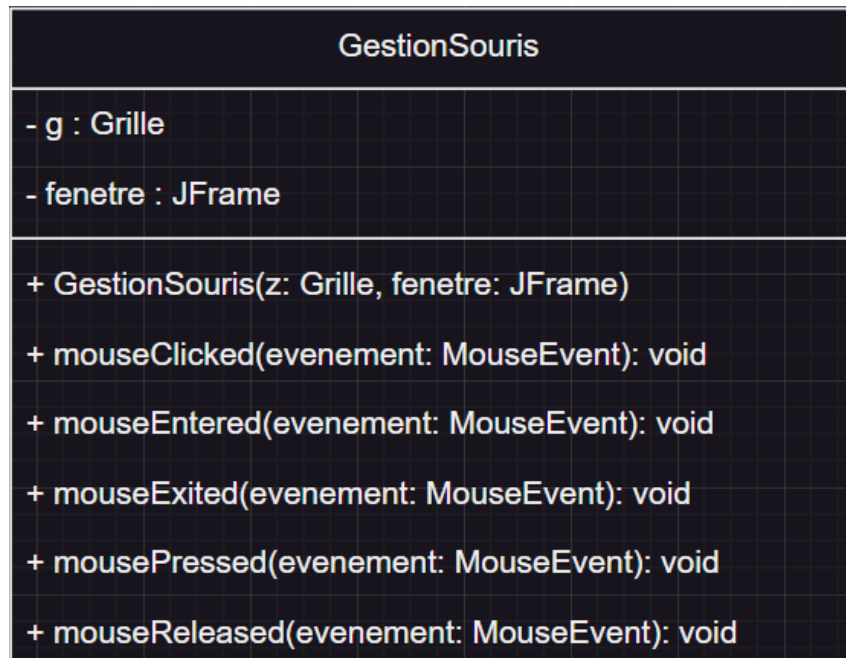 GestionSouris
- g : Grille
- fenetre : JFrame
+ GestionSouris(z: Grille, fenetre: JFrame)
+ mouseClicked(evenement: MouseEvent): void
+ mouseEntered(evenement: MouseEvent): void
+ mouseExited(evenement: MouseEvent): void
+ mousePressed(evenement: MouseEvent): void
+ mouseReleased(evenement: MouseEvent): void